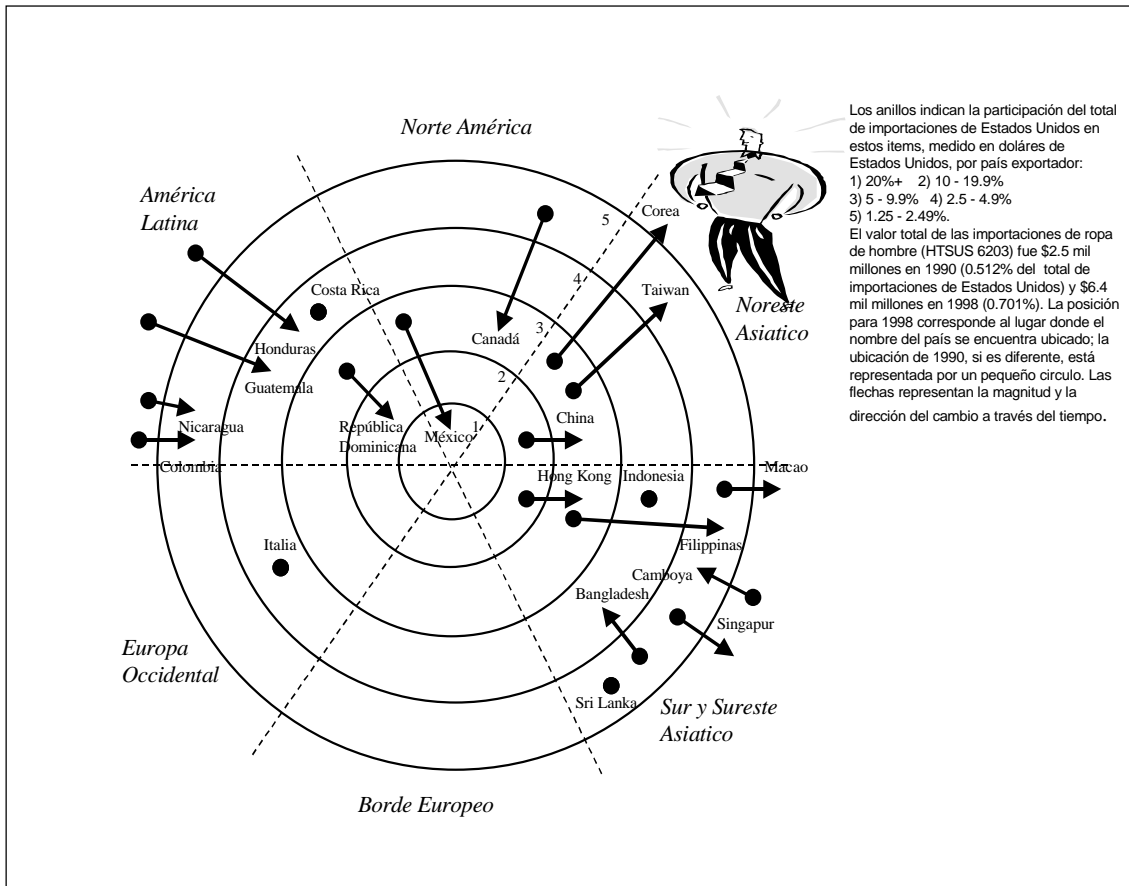 Norte América
América
Latina
Noreste
Asiatico
Europa
Occidental
Sur y Sureste
Asiatico
Borde Europeo
5
4
3
2
1
Corea
Taiwan
Costa Rica
Canadá
Honduras
Guatemala
Nicaragua
Colombia
República
Dominicana
México
China
Hong Kong
Indonesia
Macao
Filippinas
Camboya
Bangladesh
Singapur
Sri Lanka
Italia
Los anillos indican la participación del total
de importaciones de Estados Unidos en
estos items, medido en doláres de
Estados Unidos, por país exportador:
1) 20%+ 2) 10 - 19.9%
3) 5 - 9.9% 4) 2.5 - 4.9%
5) 1.25 - 2.49%.
El valor total de las importaciones de ropa
de hombre (HTSUS 6203) fue $2.5 mil
millones en 1990 (0.512% del total de
importaciones de Estados Unidos) y $6.4
mil millones en 1998 (0.701%). La posición
para 1998 corresponde al lugar donde el
nombre del país se encuentra ubicado; la
ubicación de 1990, si es diferente, está
representada por un pequeño circulo. Las
flechas representan la magnitud y la
dirección del cambio a través del tiempo.